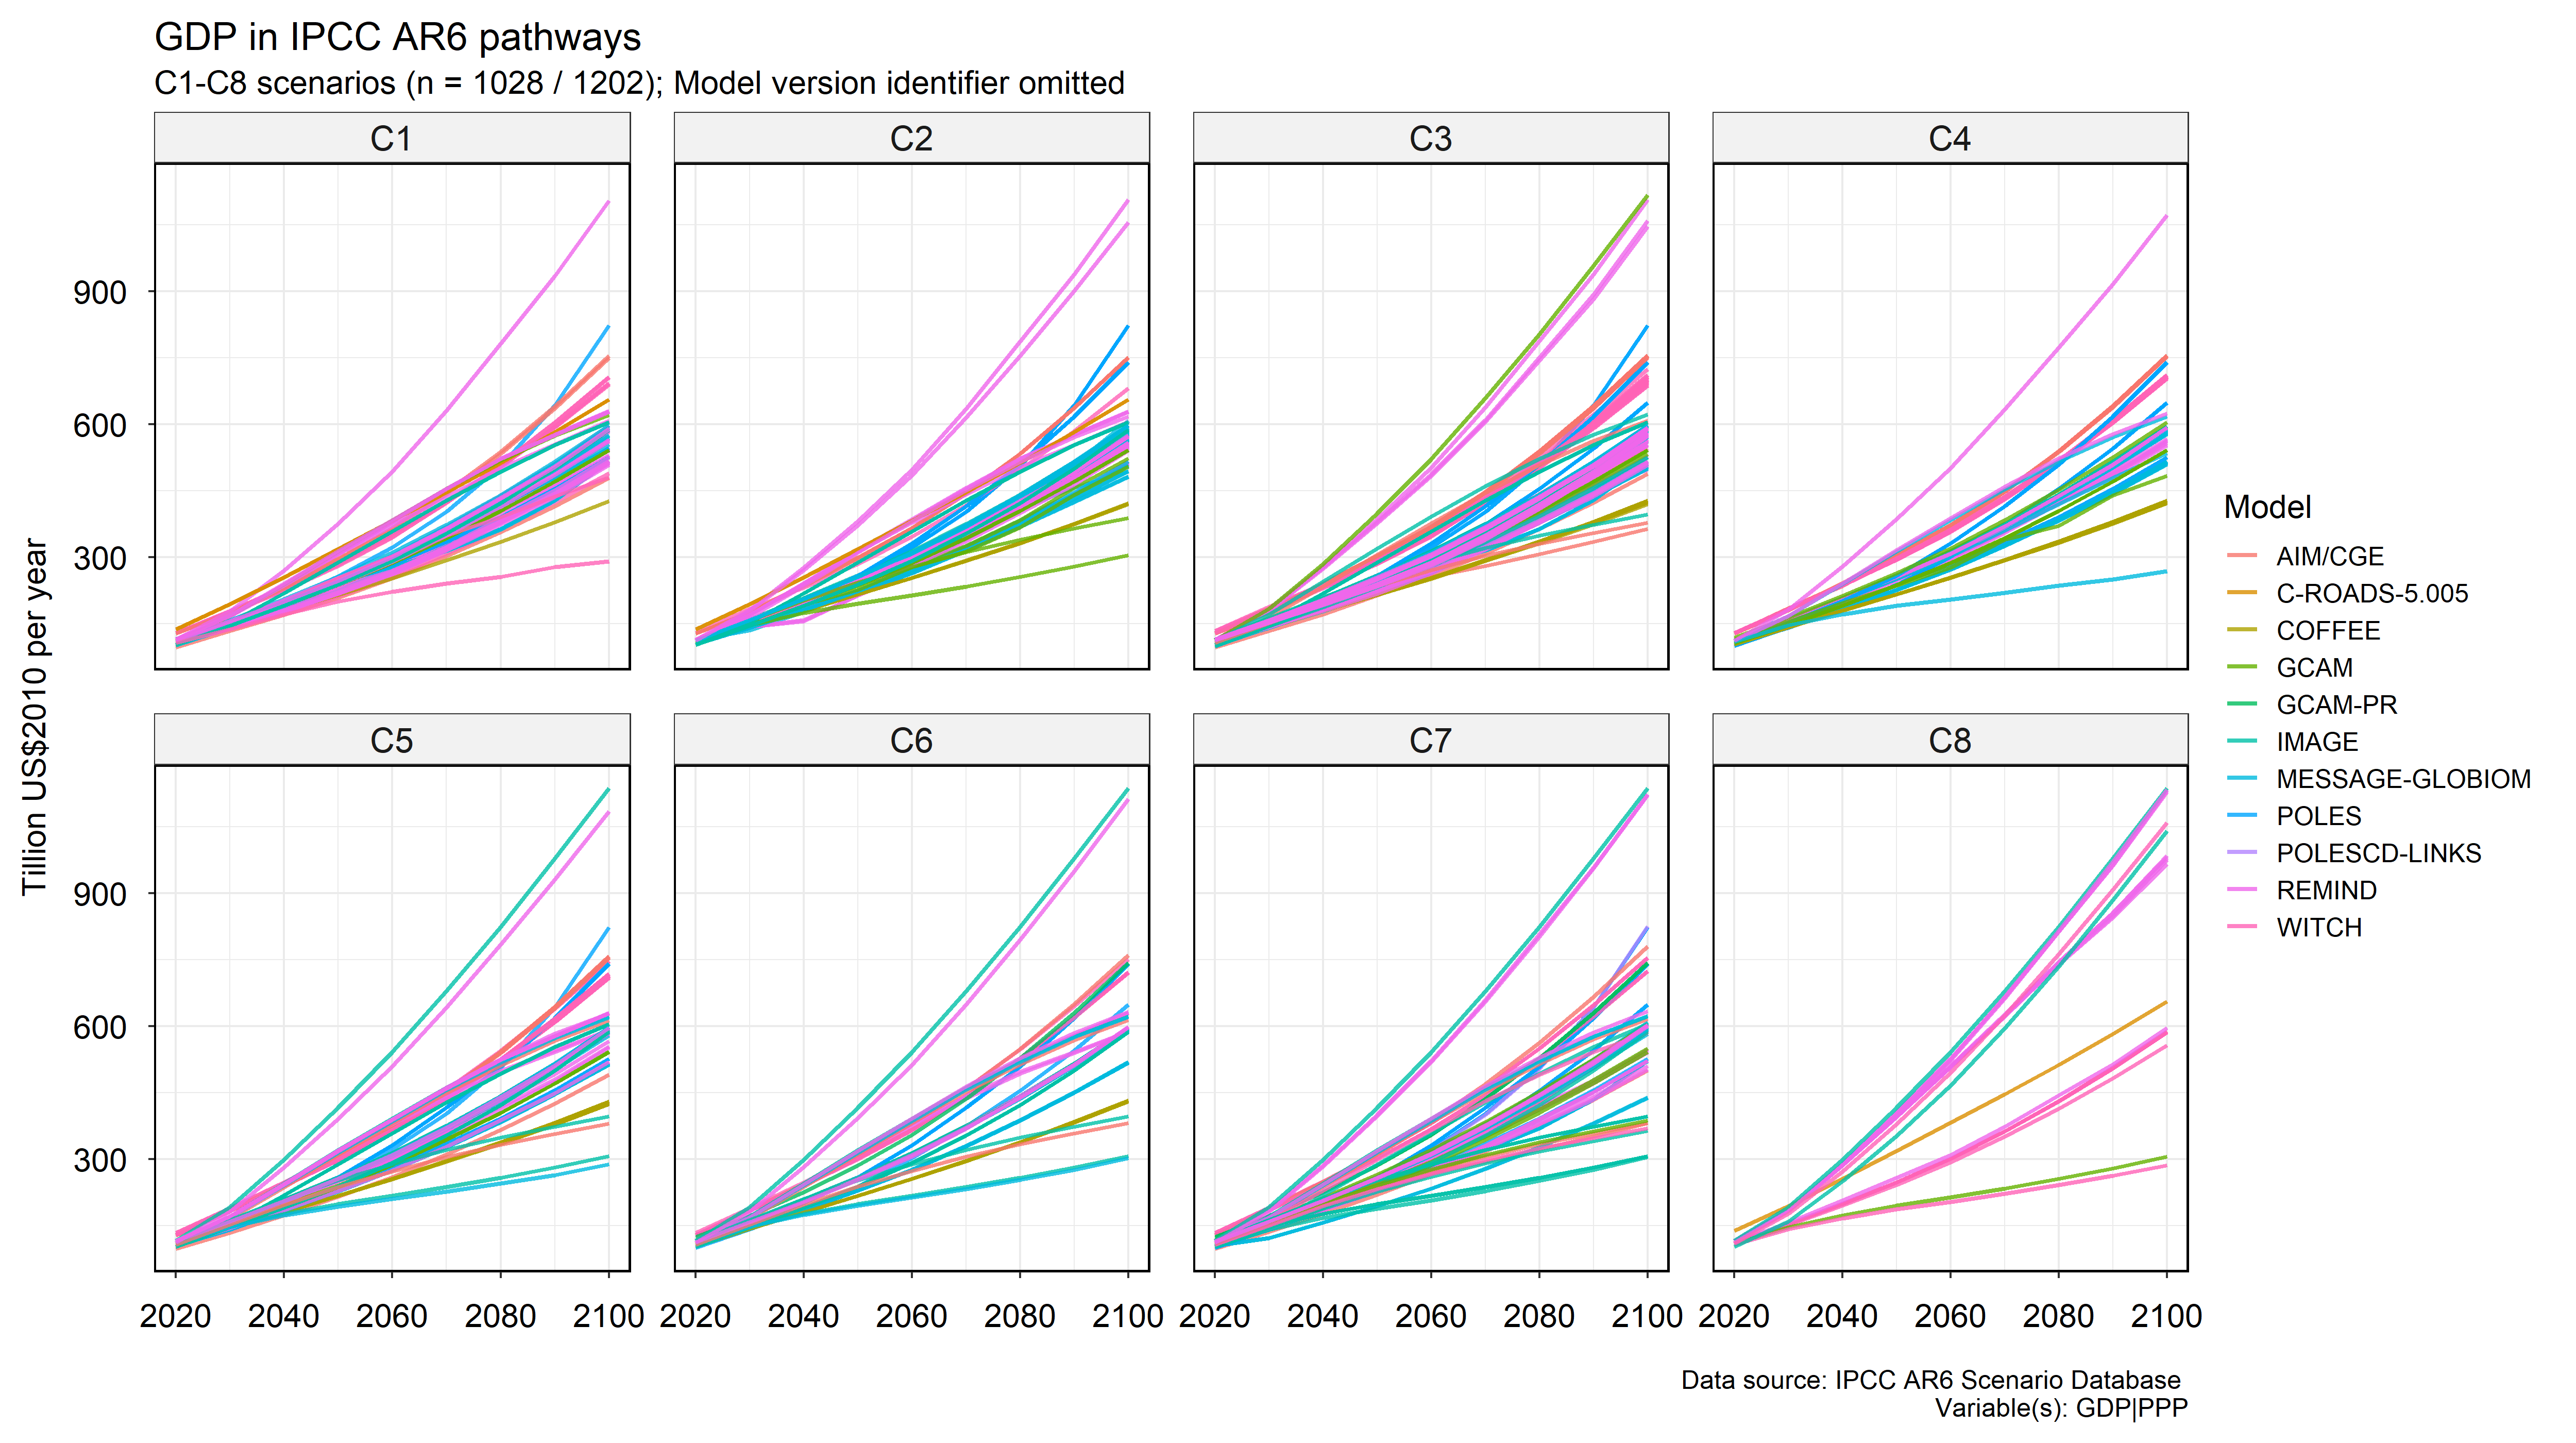 GDP in IPCC AR6 pathways
C1-C8 scenarios (n = 1028 / 1202); Model version identifier omitted
C1
C2
C3
C4
900
600
300
Tillion US$2010 per year
C5
C6
C7
C8
900
600
300
2020 2040 2060 2080 2100
2020 2040 2060 2080 2100
2020 2040 2060 2080 2100
2020 2040 2060 2080 2100
Model
AIM/CGE
C-ROADS-5.005
COFFEE
GCAM
GCAM-PR
IMAGE
MESSAGE-GLOBIOM
POLES
POLESCD-LINKS
REMIND
WITCH
Data source: IPCC AR6 Scenario Database
Variable(s): GDP|PPP